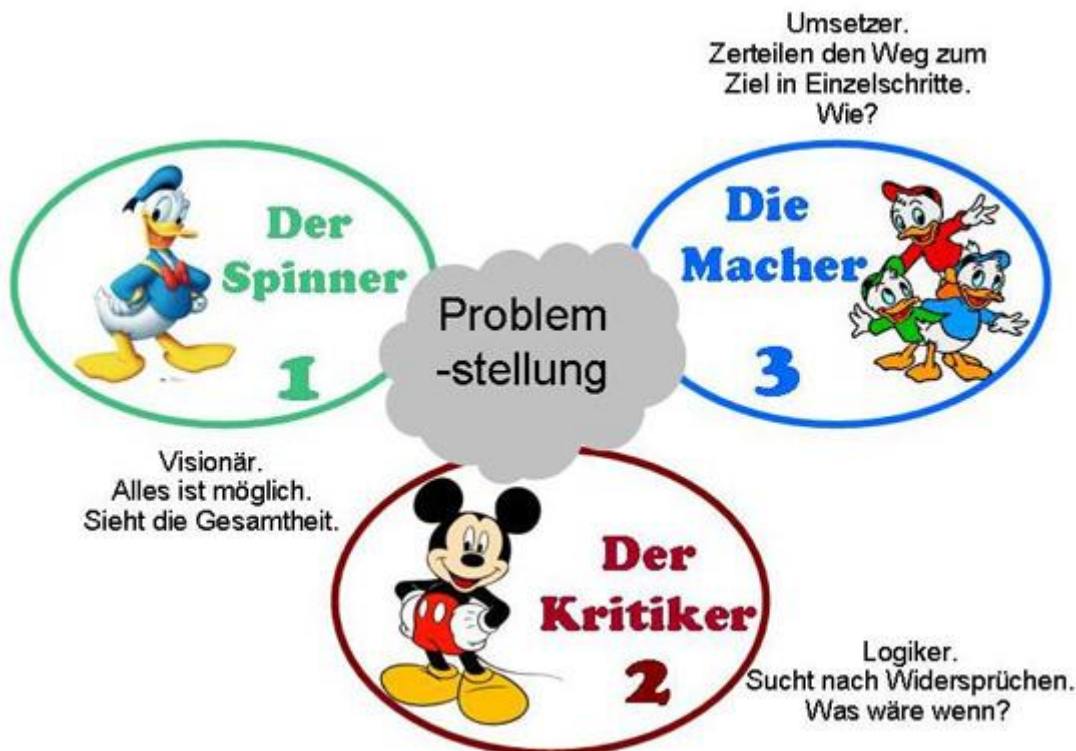 Umsetzer.
Zerteilen den Weg zum
Ziel in Einzelschritte.
Wie?
Der
Spinner
1
Problem
-stellung
Die
Macher
3
Visionär.
Alles ist möglich.
Sieht die Gesamtheit.
Der
Kritiker
2
Logiker.
Sucht nach Widersprüchen.
Was wäre wenn?